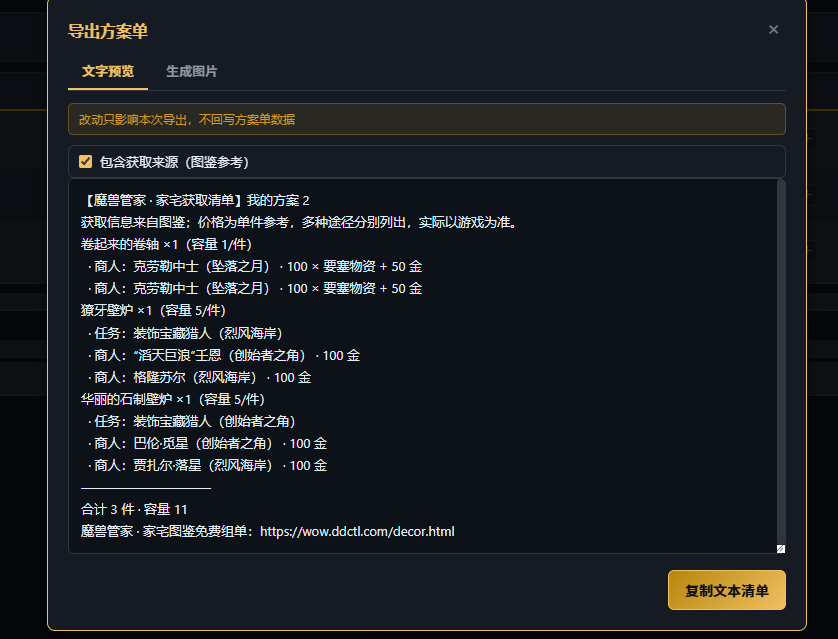 导出方案单
×
文字预览 生成图片
改动只影响本次导出，不回写方案单数据
包含获取来源（图鉴参考）
【魔兽管家 · 家宅获取清单】我的方案 2
获取信息来自图鉴；价格为单件参考，多种途径分别列出，实际以游戏为准。
卷起来的卷轴 ×1（容量 1/件）
· 商人：克劳勒中士（坠落之月） · 100 × 要塞物资 + 50 金
· 商人：克劳勒中士（坠落之月） · 100 × 要塞物资 + 50 金
獠牙壁炉 ×1（容量 5/件）
· 任务：装饰宝藏猎人（烈风海岸）
· 商人：“滔天巨浪”壬恩（创始者之角） · 100 金
· 商人：格隆苏尔（烈风海岸） · 100 金
华丽的石制壁炉 ×1（容量 5/件）
· 任务：装饰宝藏猎人（创始者之角）
· 商人：巴伦·觅星（创始者之角） · 100 金
· 商人：贾扎尔·落星（烈风海岸） · 100 金
————————————
合计 3 件 · 容量 11
魔兽管家 · 家宅图鉴免费组单：https://wow.ddctl.com/decor.html
复制文本清单